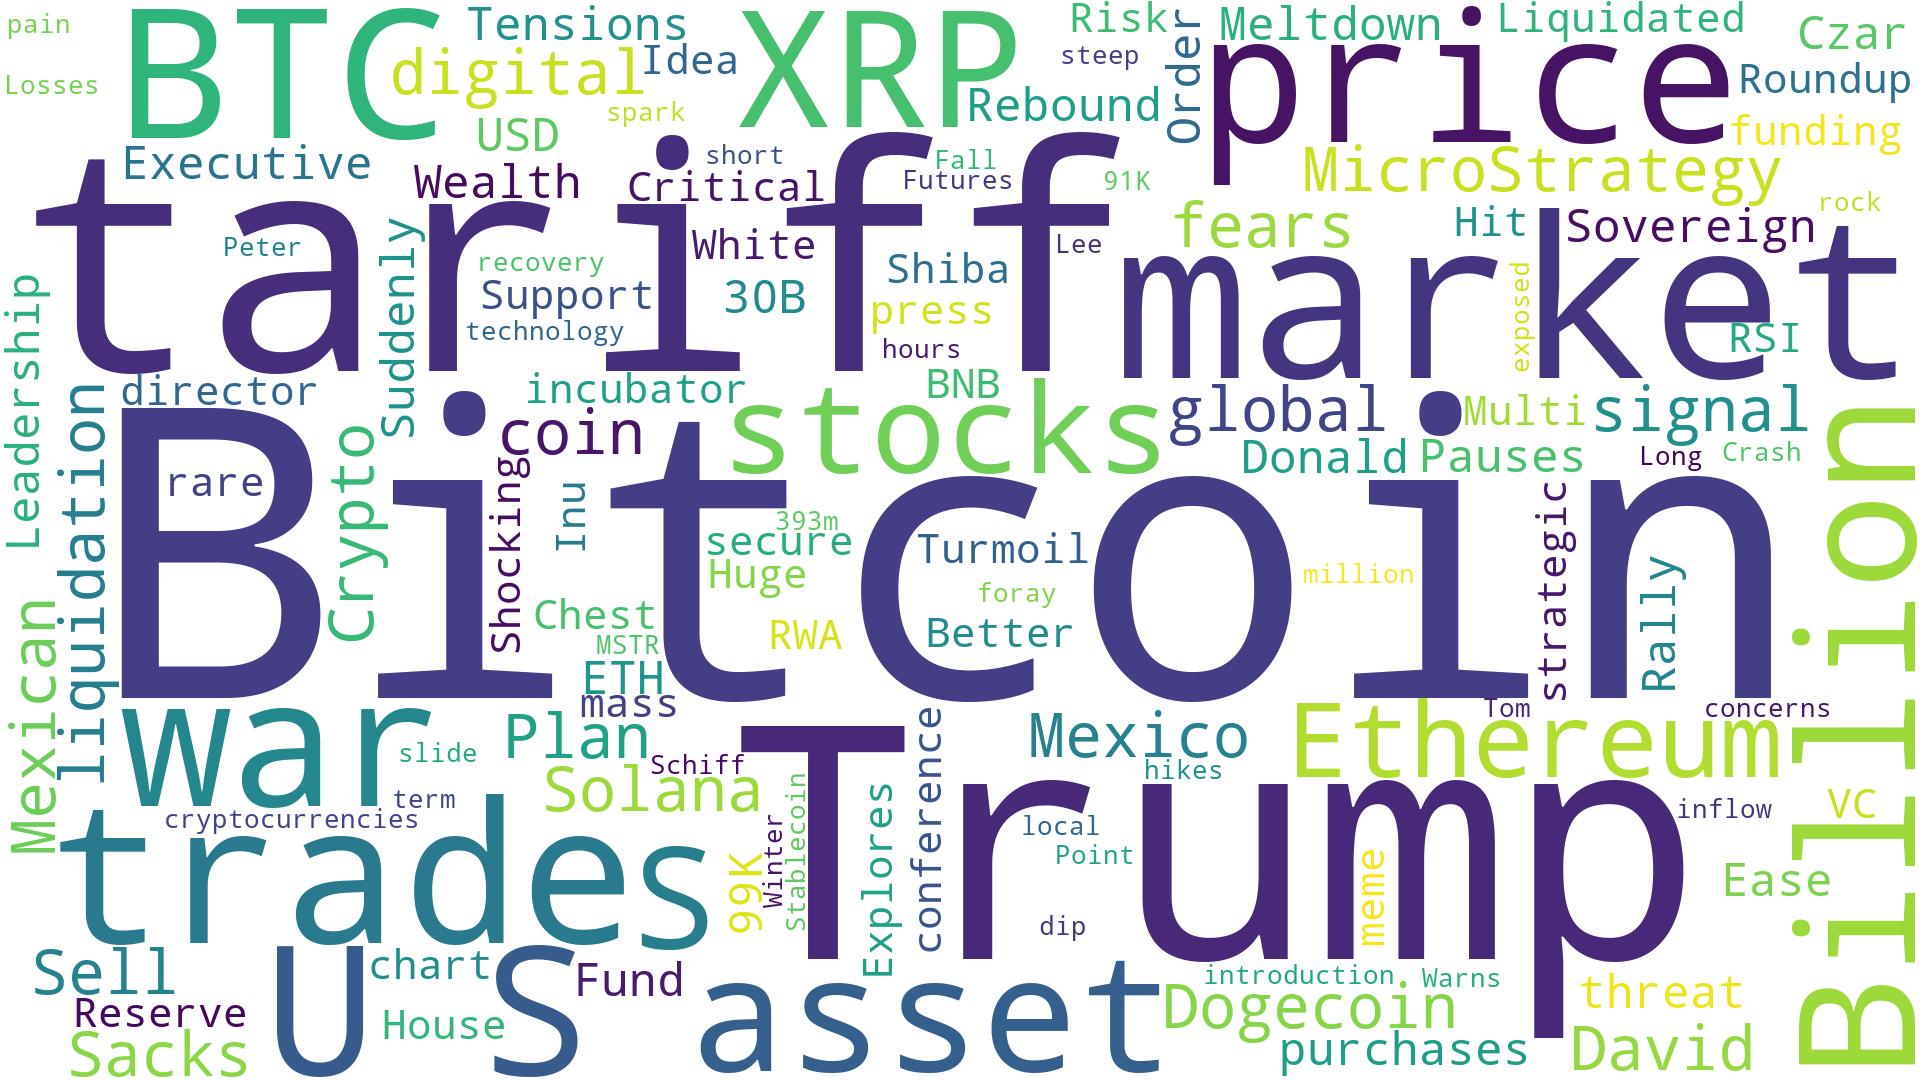 pain
BTC
Tensions
XRP
Risk
Order
Meltdown
Liquidated
Czar
Losses
digital
Idea
steep
price
Roundup
spark
Rebound
USD
funding
Executive
tariff
short
Fall
MicroStrategy
Wealth
Critical
Futures
91K
rock
Peter
Suddenly
White
Lee
fears
Hit
Sovereign
recovery
Support
30B
Shiba
market
exposed
technology
press
RSI
hours
Leadership
liquidation
director
incubator
BNB
stocks
global
Multi
signal
Billion
Bitcoin
coin
Donald
Pauses
Long
Crash
rare
Crypto
Shocking
Inu
393m
secure
Turmoil
strategic
Rally
Huge
foray
million
Mexican
Chest
MSTR
RWA
Better
ETH
mass
war
Plan
Trump
conference
Mexico
Tom
Ethereum
concerns
slide
Schiff
hikes
Solana
term
cryptocurrencies
trades
99K
Winter
Stablecoin
Explores
local
Point
meme
inflow
VC
Ease
dip
Sell
US
chart
Fund
asset
introduction
Warns
threat
Reserve
House
Dogecoin
Sacks
purchases
David